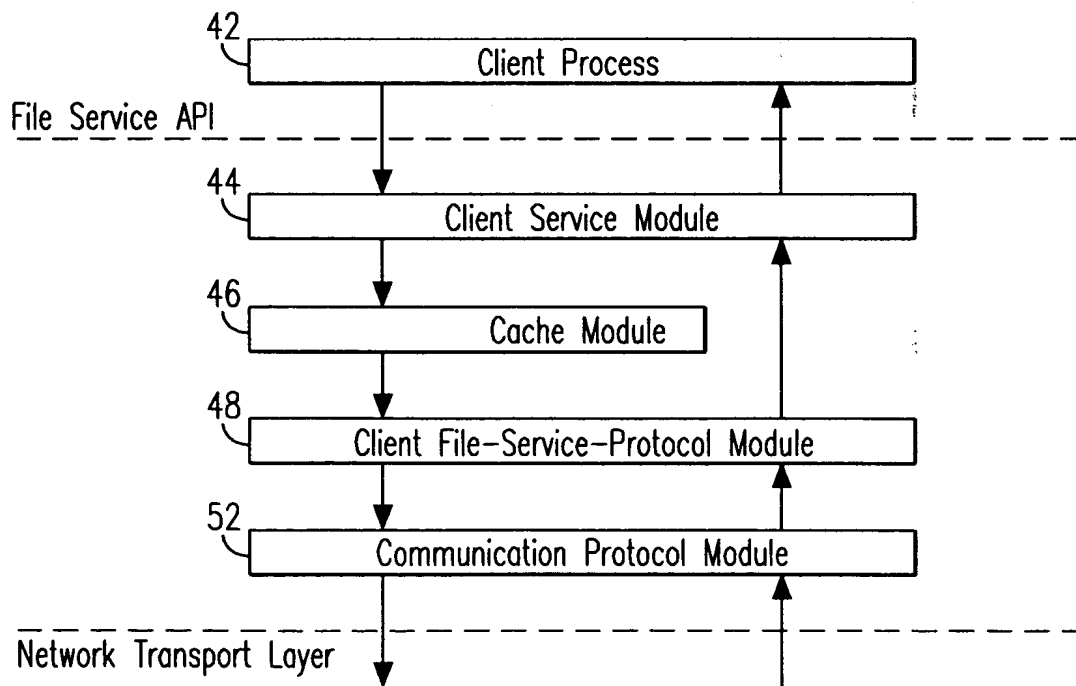 42
Client Process
File Service API
44
Client Service Module
46
Cache Module
48
Client File-Service-Protocol Module
52
Communication Protocol Module
Network Transport Layer